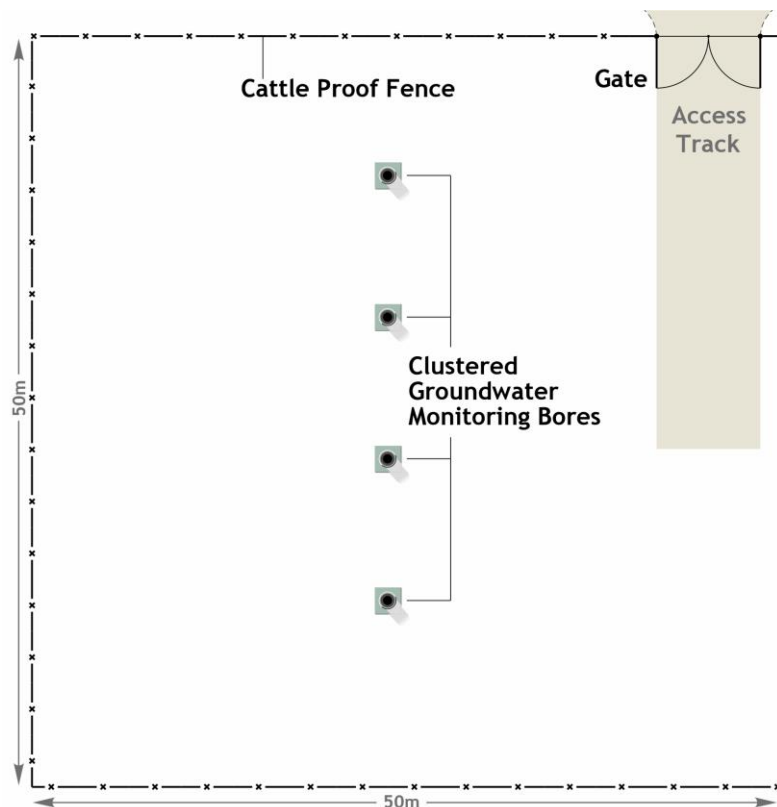 Cattle Proof Fence
Gate
Access
Track
Clustered
Groundwater
Monitoring Bores
50m
50m